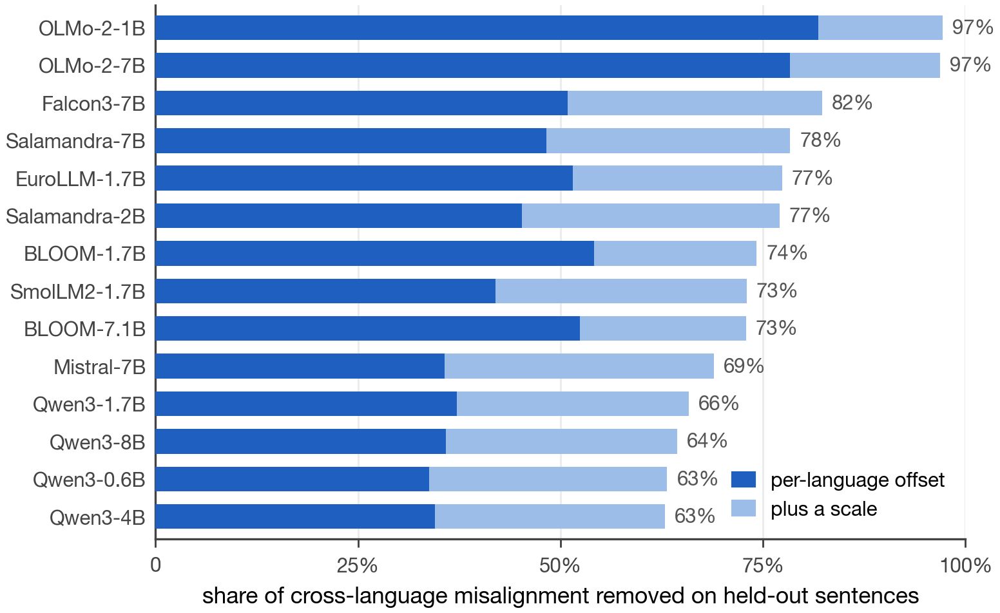 OLMo-2-1B 97%
OLMo-2-7B 97%
Falcon3-7B 82%
Salamandra-7B 78%
EuroLLM-1.7B 77%
Salamandra-2B 77%
BLOOM-1.7B 74%
SmolLM2-1.7B 73%
BLOOM-7.1B 73%
Mistral-7B 69%
Qwen3-1.7B 66%
Qwen3-8B 64%
Qwen3-0.6B 63% per-language offset
Qwen3-4B 63% plus a scale
0 25% 50% 75% 100%
share of cross-language misalignment removed on held-out sentences